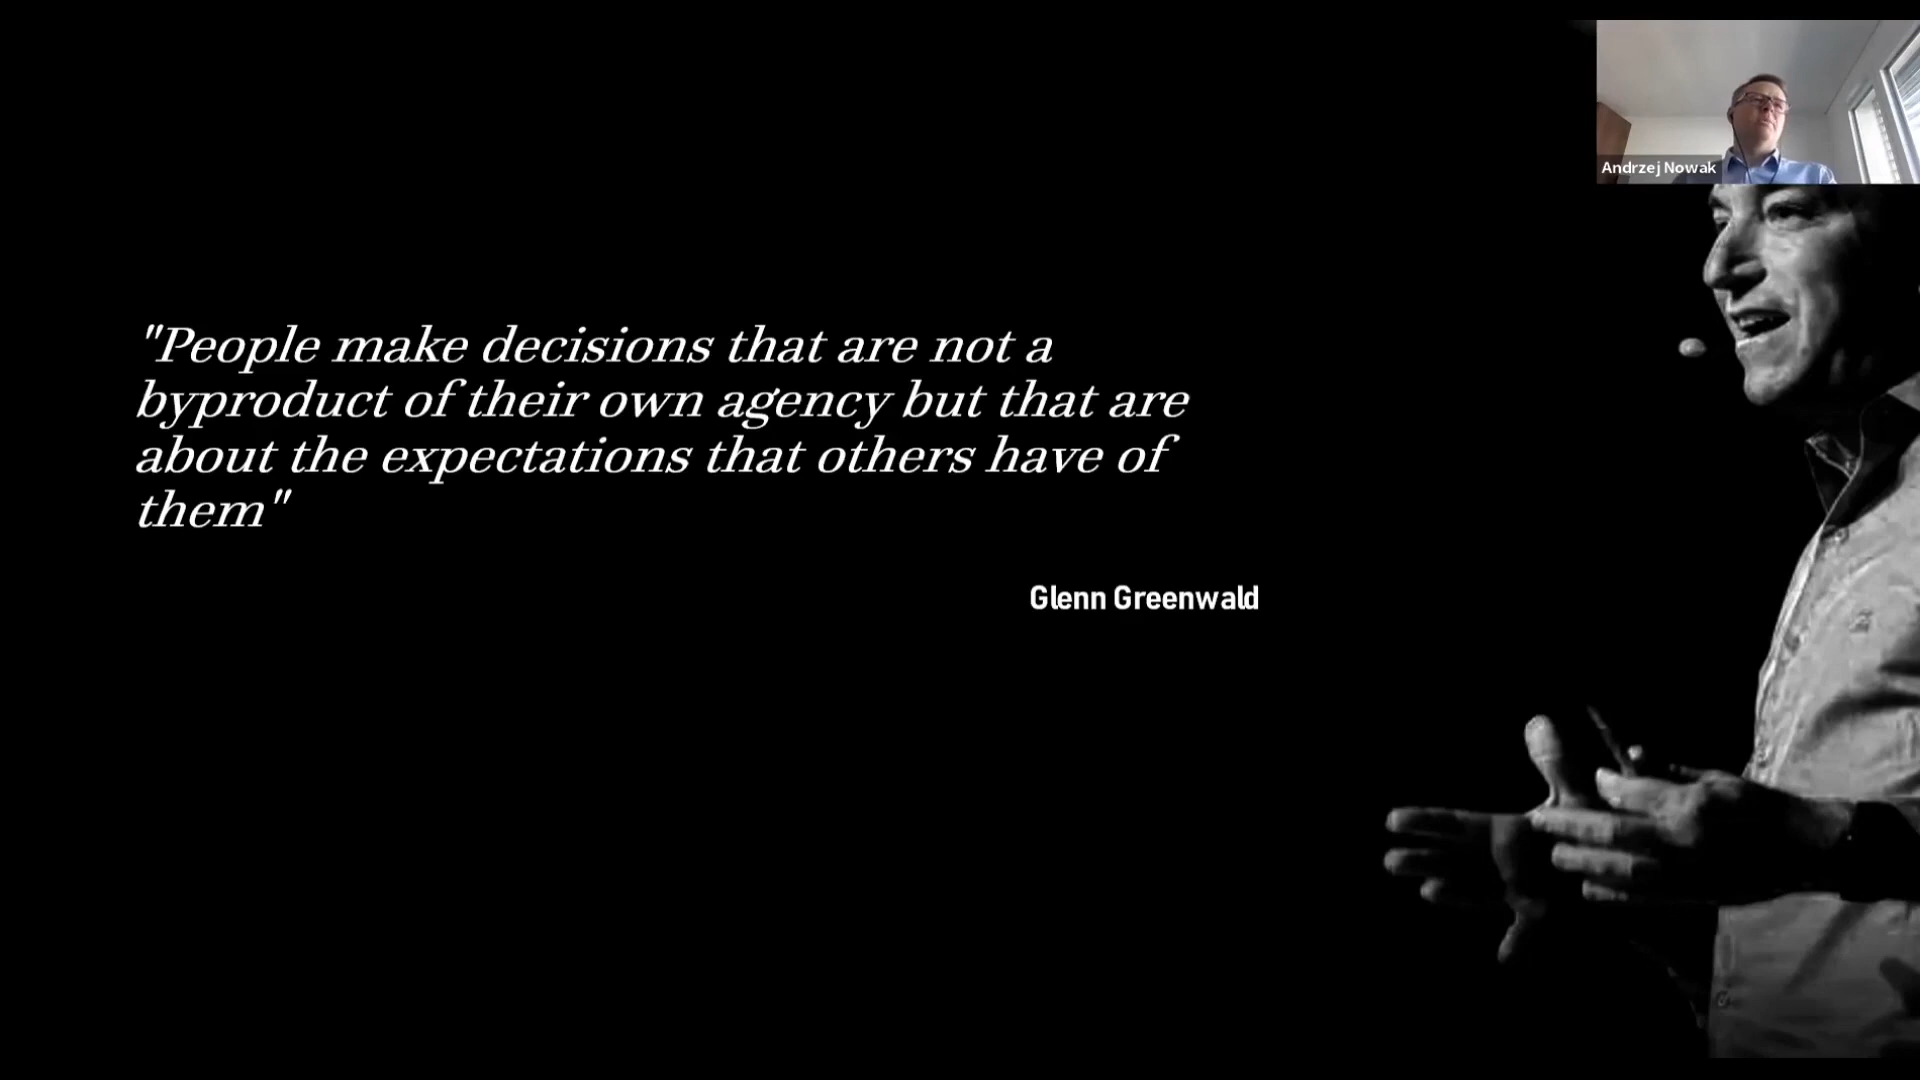 Andrzej Nowak
"People make decisions that are not a
byproduct of their own agency but that are
about the expectations that others have of
them"
Glenn Greenwald